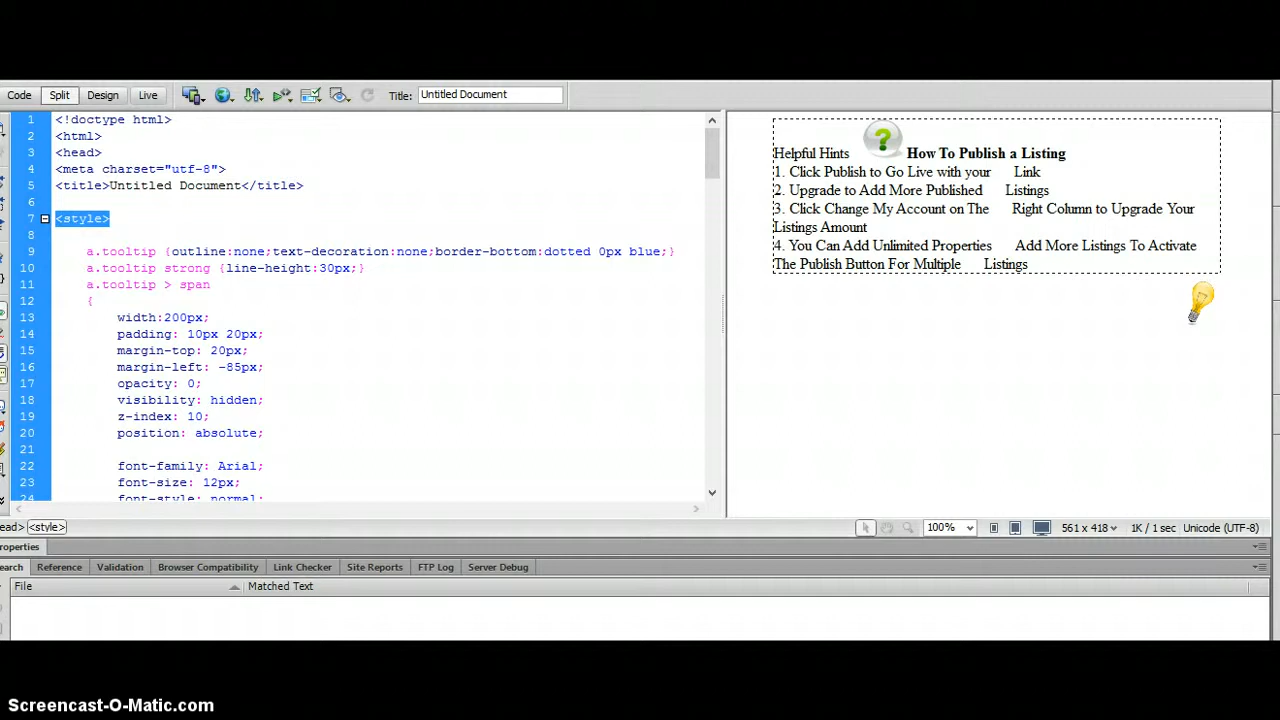 Code Split Design Live Title: Untitled Document
1 <!doctype html>
2 <html>
3 <head>
4 <meta charset="utf-8">
5 <title>Untitled Document</title>
6
7 <style>
8
9 a.tooltip {outline:none;text-decoration:none;border-bottom:dotted 0px blue;}
10 a.tooltip strong {line-height:30px;}
11 a.tooltip > span
12 {
13 width:200px;
14 padding: 10px 20px;
15 margin-top: 20px;
16 margin-left: -85px;
17 opacity: 0;
18 visibility: hidden;
19 z-index: 10;
20 position: absolute;
21
22 font-family: Arial;
23 font-size: 12px;
24 font-style: normal;
Helpful Hints ? How To Publish a Listing
1. Click Publish to Go Live with your Link
2. Upgrade to Add More Published Listings
3. Click Change My Account on The Right Column to Upgrade Your
Listings Amount
4. You Can Add Unlimited Properties Add More Listings To Activate
The Publish Button For Multiple Listings
ead> <style> 100% 561 x 418 1K / 1 sec Unicode (UTF-8)
roperties
earch Reference Validation Browser Compatibility Link Checker Site Reports FTP Log Server Debug
File Matched Text
Screencast-O-Matic.com